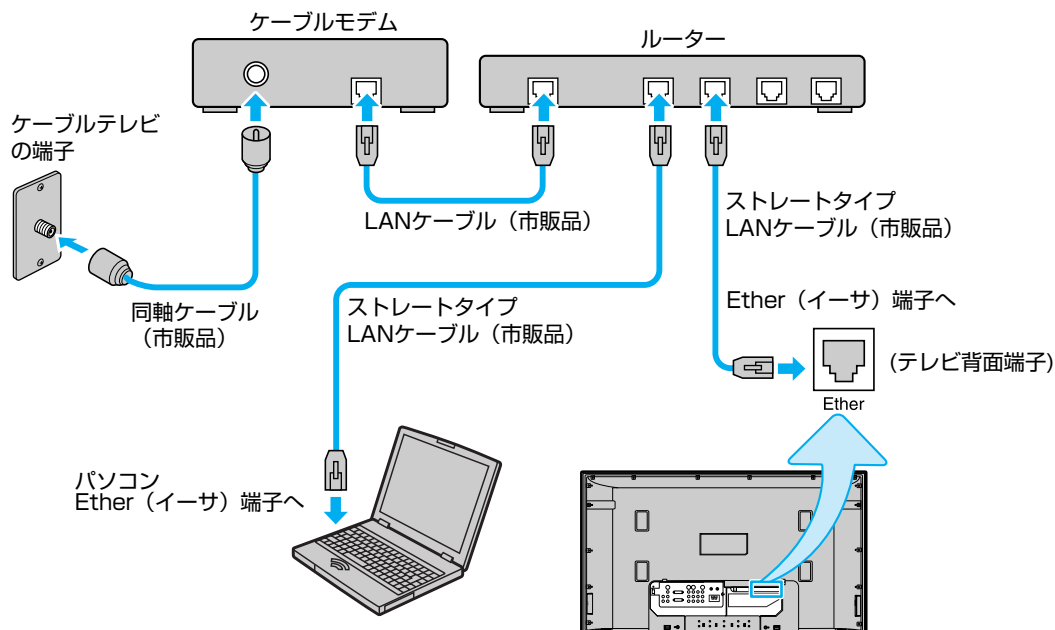 ケーブルモデム
ルーター
ケーブルテレビ
の端子
LANケーブル（市販品）
ストレートタイプ
LANケーブル（市販品）
同軸ケーブル
（市販品）
ストレートタイプ
LANケーブル（市販品）
Ether（イーサ）端子へ
(テレビ背面端子)
Ether
パソコン
Ether（イーサ）端子へ